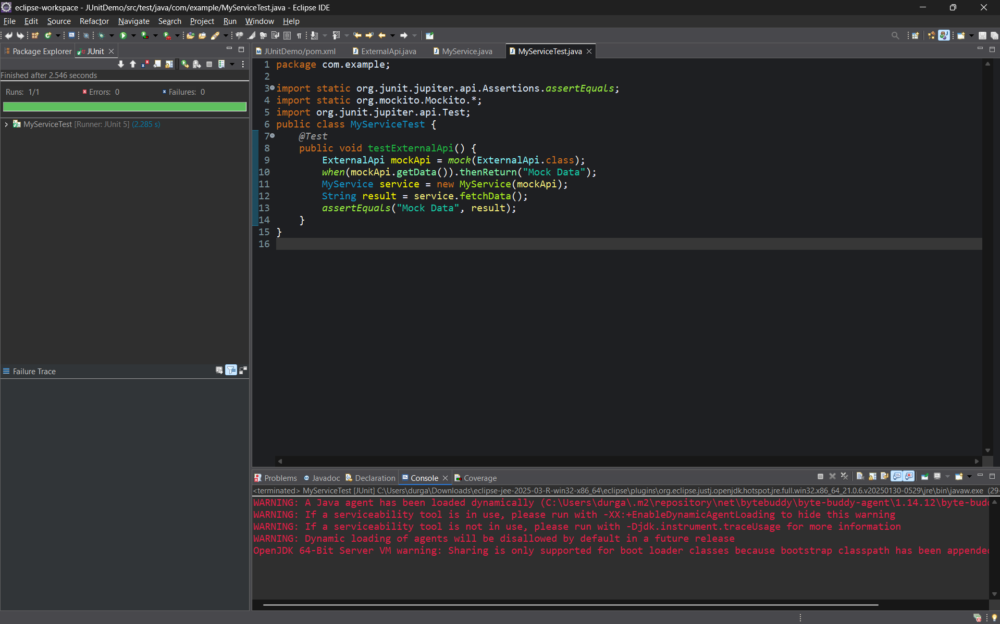 eclipse-workspace - JUnitDemo/src/test/java/com/example/MyServiceTest.java - Eclipse IDE
File Edit Source Refactor Navigate Search Project Run Window Help
Package Explorer JUnit
Finished after 2.546 seconds
Runs: 1/1 Errors: 0 Failures: 0
MyServiceTest [Runner: JUnit 5] (2.285 s)
Failure Trace
JUnitDemo/pom.xml ExternalApi.java MyService.java MyServiceTest.java
1 package com.example;
2
3 import static org.junit.jupiter.api.Assertions.assertEquals;
4 import static org.mockito.Mockito.*;
5 import org.junit.jupiter.api.Test;
6 public class MyServiceTest {
7 @Test
8 public void testExternalApi() {
9 ExternalApi mockApi = mock(ExternalApi.class);
10 when(mockApi.getData()).thenReturn("Mock Data");
11 MyService service = new MyService(mockApi);
12 String result = service.fetchData();
13 assertEquals("Mock Data", result);
14 }
15 }
16
Problems Javadoc Declaration Console Coverage
<terminated> MyServiceTest [JUnit] C:\Users\durga\Downloads\eclipse-jee-2025-03-R-win32-x86_64\eclipse\plugins\org.eclipse.justj.openjdk.hotspot.jre.full.win32.x86_64_21.0.6.v20250130-0529\jre\bin\javaw.exe (29-
WARNING: A Java agent has been loaded dynamically (C:\Users\durga\.m2\repository\net\bytebuddy\byte-buddy-agent\1.14.12\byte-bud
WARNING: If a serviceability tool is in use, please run with -XX:+EnableDynamicAgentLoading to hide this warning
WARNING: If a serviceability tool is not in use, please run with -Djdk.instrument.traceUsage for more information
WARNING: Dynamic loading of agents will be disallowed by default in a future release
OpenJDK 64-Bit Server VM warning: Sharing is only supported for boot loader classes because bootstrap classpath has been appende